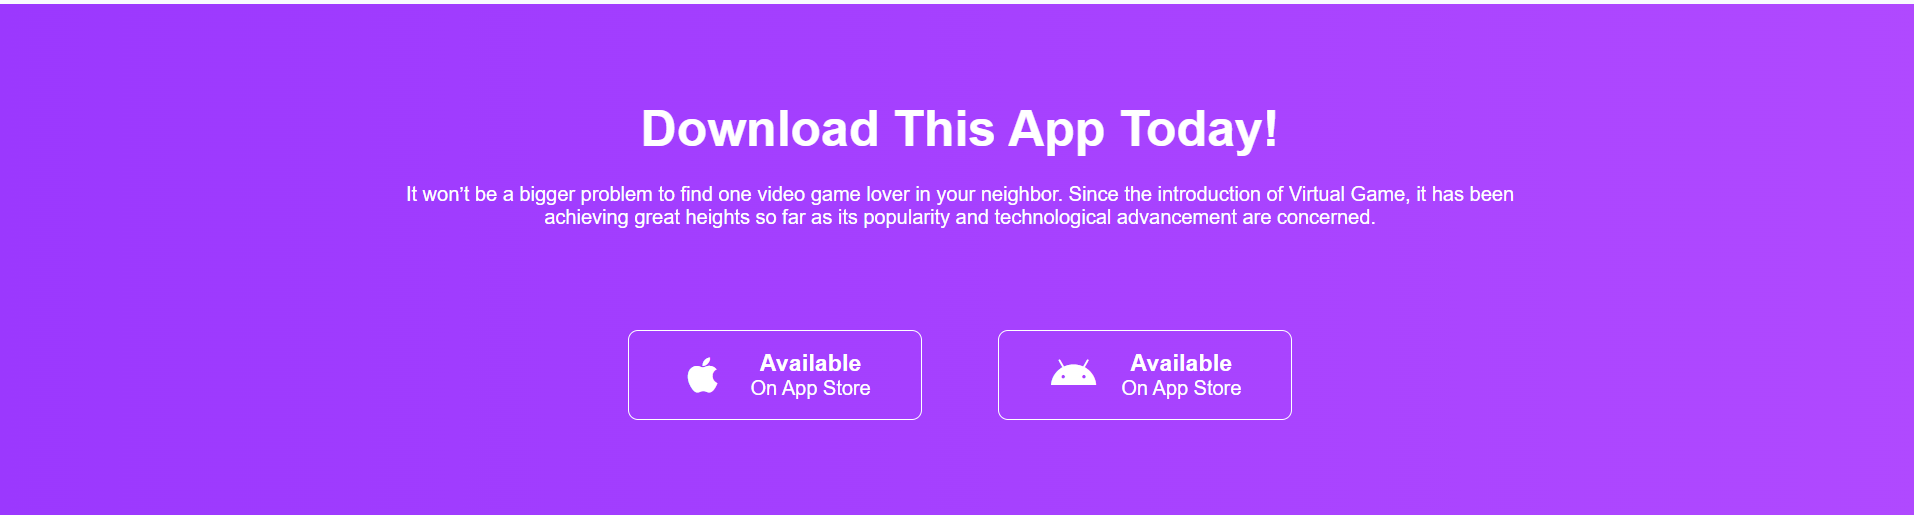 Download This App Today!
It won’t be a bigger problem to find one video game lover in your neighbor. Since the introduction of Virtual Game, it has been
achieving great heights so far as its popularity and technological advancement are concerned.
Available
On App Store
Available
On App Store